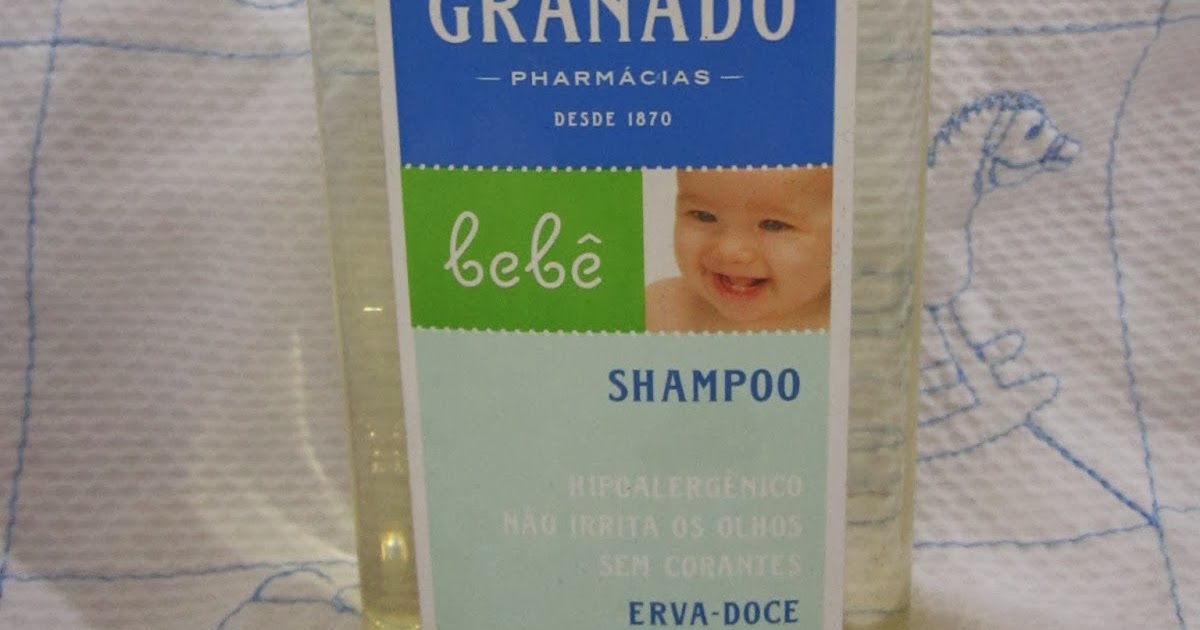 GRANADO
PHARMÁCIAS
DESDE 1870
bebê
SHAMPOO
HIPOALERGÊNICO
NÃO IRRITA OS OLHOS
SEM CORANTES
ERVA-DOCE